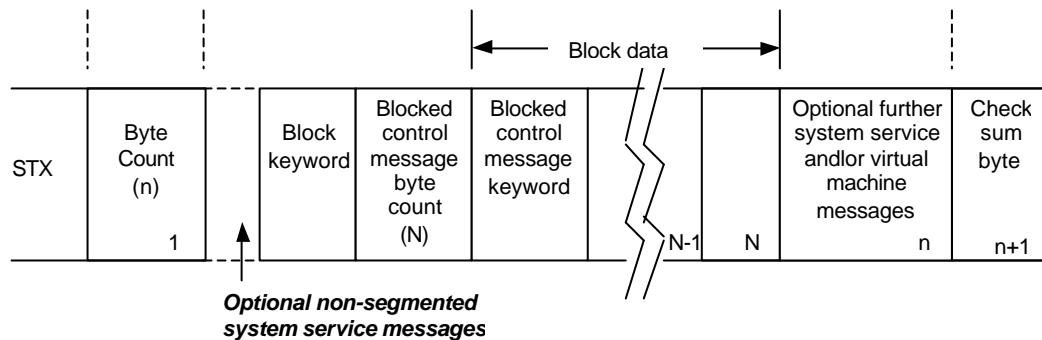 Block data
STX
Byte
Count
(n)
1
Block
keyword
Blocked
control
message
byte
count
(N)
Blocked
control
message
keyword
N-1
N
Optional further
system service
andlor virtual
machine
messages
n
Check
sum
byte
n+1
Optional non-segmented
system service messages